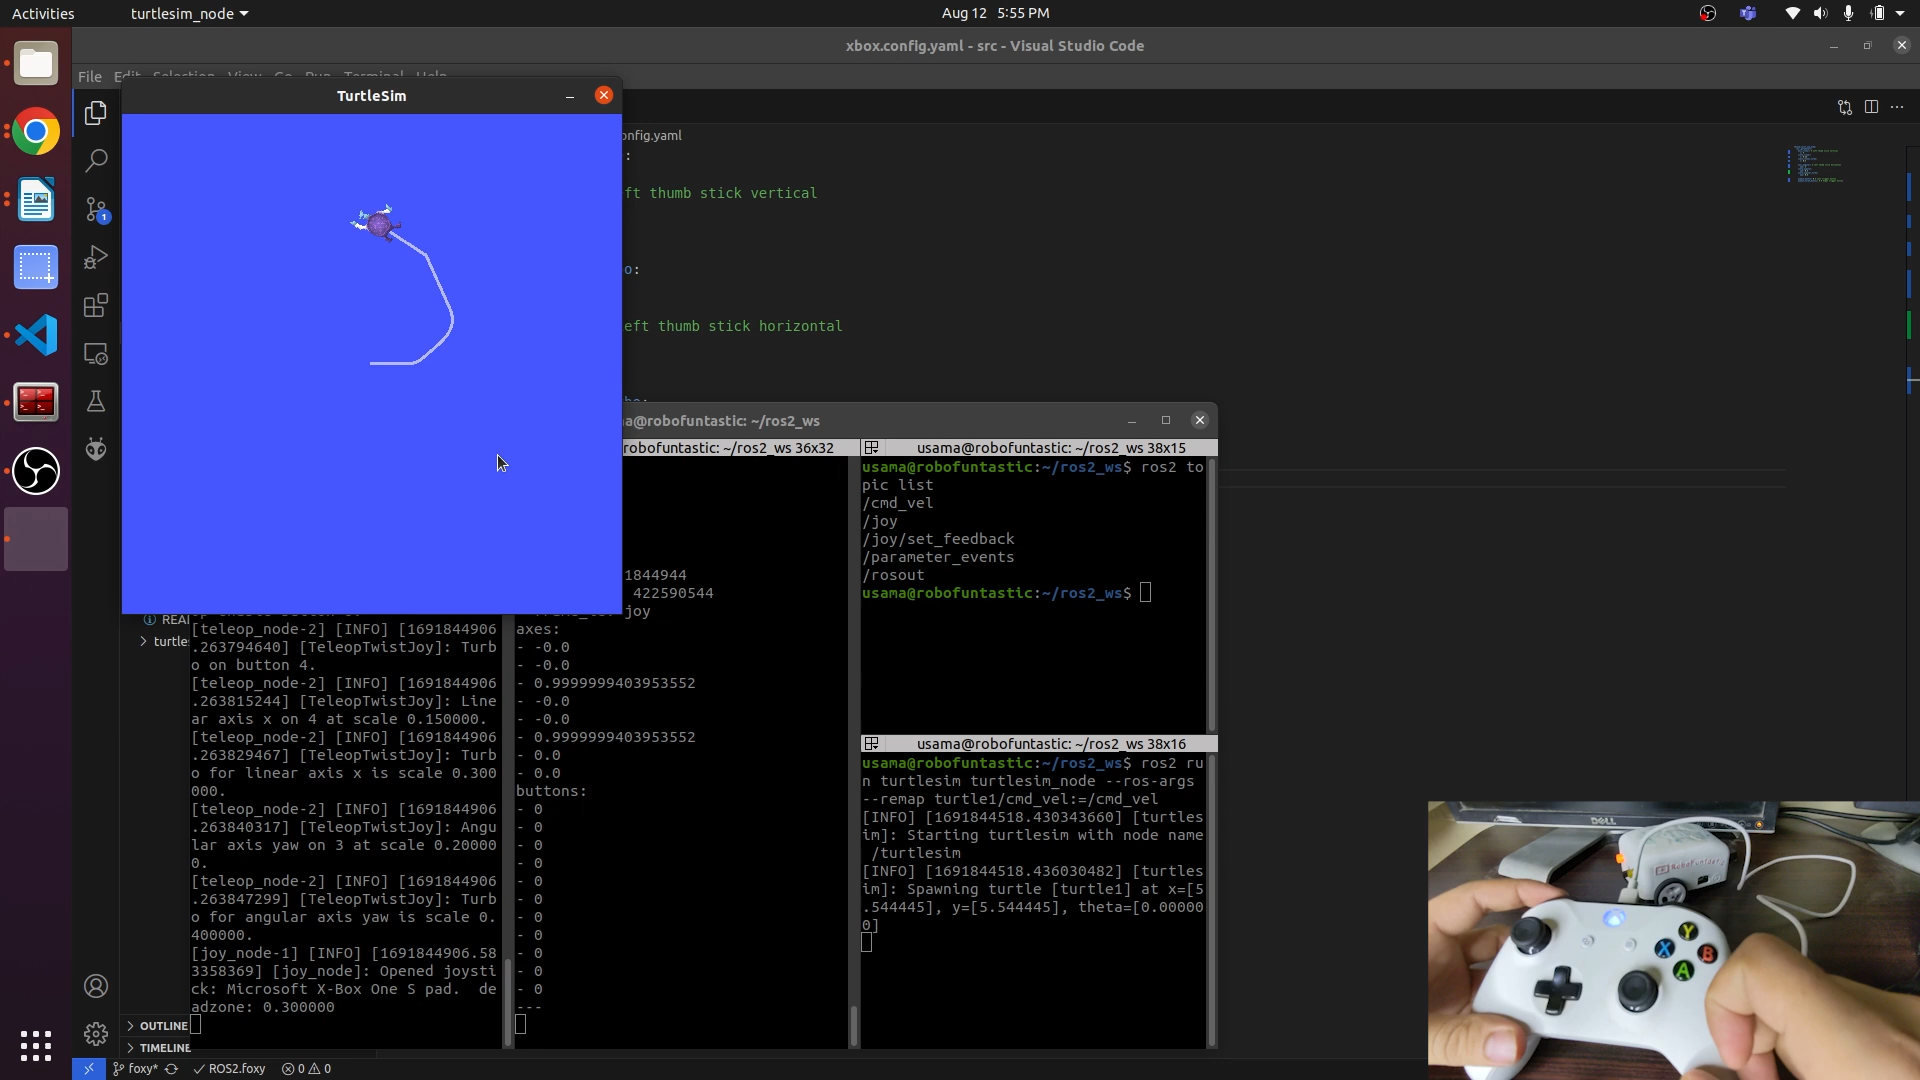 Activities
turtlesim_node
Aug 12 5:55 PM
xbox.config.yaml - src - Visual Studio Code
File Edit Selection View Go Run Terminal Help
TurtleSim
onfig.yaml
:
ft thumb stick vertical
o:
eft thumb stick horizontal
1
a@robofuntastic: ~/ros2_ws
robofuntastic: ~/ros2_ws 36x32
1844944
422590544
joy
axes:
- -0.0
- -0.0
- 0.9999999403953552
- -0.0
- -0.0
- 0.9999999403953552
- 0.0
- 0.0
buttons:
- 0
- 0
- 0
- 0
- 0
- 0
- 0
- 0
- 0
- 0
- 0
---
usama@robofuntastic: ~/ros2_ws 38x15
usama@robofuntastic:~/ros2_ws$ ros2 to
pic list
/cmd_vel
/joy
/joy/set_feedback
/parameter_events
/rosout
usama@robofuntastic:~/ros2_ws$
usama@robofuntastic: ~/ros2_ws 38x16
usama@robofuntastic:~/ros2_ws$ ros2 ru
n turtlesim turtlesim_node --ros-args
--remap turtle1/cmd_vel:=/cmd_vel
[INFO] [1691844518.430343660] [turtles
im]: Starting turtlesim with node name
/turtlesim
[INFO] [1691844518.436030482] [turtles
im]: Spawning turtle [turtle1] at x=[5
.544445], y=[5.544445], theta=[0.00000
0]
REA
turtle
[teleop_node-2] [INFO] [1691844906
.263794640] [TeleopTwistJoy]: Turb
o on button 4.
[teleop_node-2] [INFO] [1691844906
.263815244] [TeleopTwistJoy]: Line
ar axis x on 4 at scale 0.150000.
[teleop_node-2] [INFO] [1691844906
.263829467] [TeleopTwistJoy]: Turb
o for linear axis x is scale 0.300
000.
[teleop_node-2] [INFO] [1691844906
.263840317] [TeleopTwistJoy]: Angu
lar axis yaw on 3 at scale 0.20000
0.
[teleop_node-2] [INFO] [1691844906
.263847299] [TeleopTwistJoy]: Turb
o for angular axis yaw is scale 0.
400000.
[joy_node-1] [INFO] [1691844906.58
3358369] [joy_node]: Opened joysti
ck: Microsoft X-Box One S pad. de
adzone: 0.300000
OUTLINE
TIMELINE
foxy*
ROS2.foxy
0
0
DELL
Y
X
B
A